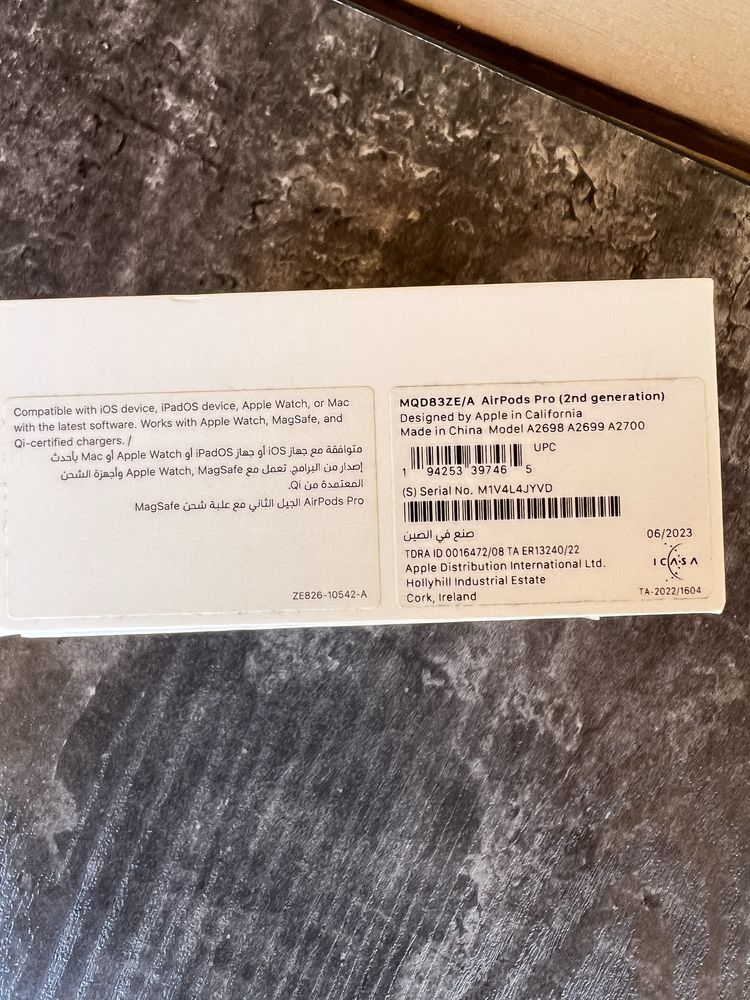 Compatible with iOS device, iPadOS device, Apple Watch, or Mac
with the latest software. Works with Apple Watch, MagSafe, and
Qi-certified chargers. /
متوافقة مع جهاز iOS أو جهاز iPadOS أو Apple Watch أو Mac بأحدث
إصدار من البرامج. تعمل مع Apple Watch, MagSafe وأجهزة الشحن
المعتمدة من Qi.
AirPods Pro الجيل الثاني مع علبة شحن MagSafe
ZE826-10542-A
MQD83ZE/A AirPods Pro (2nd generation)
Designed by Apple in California
Made in China Model A2698 A2699 A2700
UPC
1 94253 39746 5
(S) Serial No. M1V4L4JYVD
صنع في الصين
06/2023
TDRA ID 0016472/08 TA ER13240/22
Apple Distribution International Ltd.
Hollyhill Industrial Estate
Cork, Ireland
ICASA
TA-2022/1604